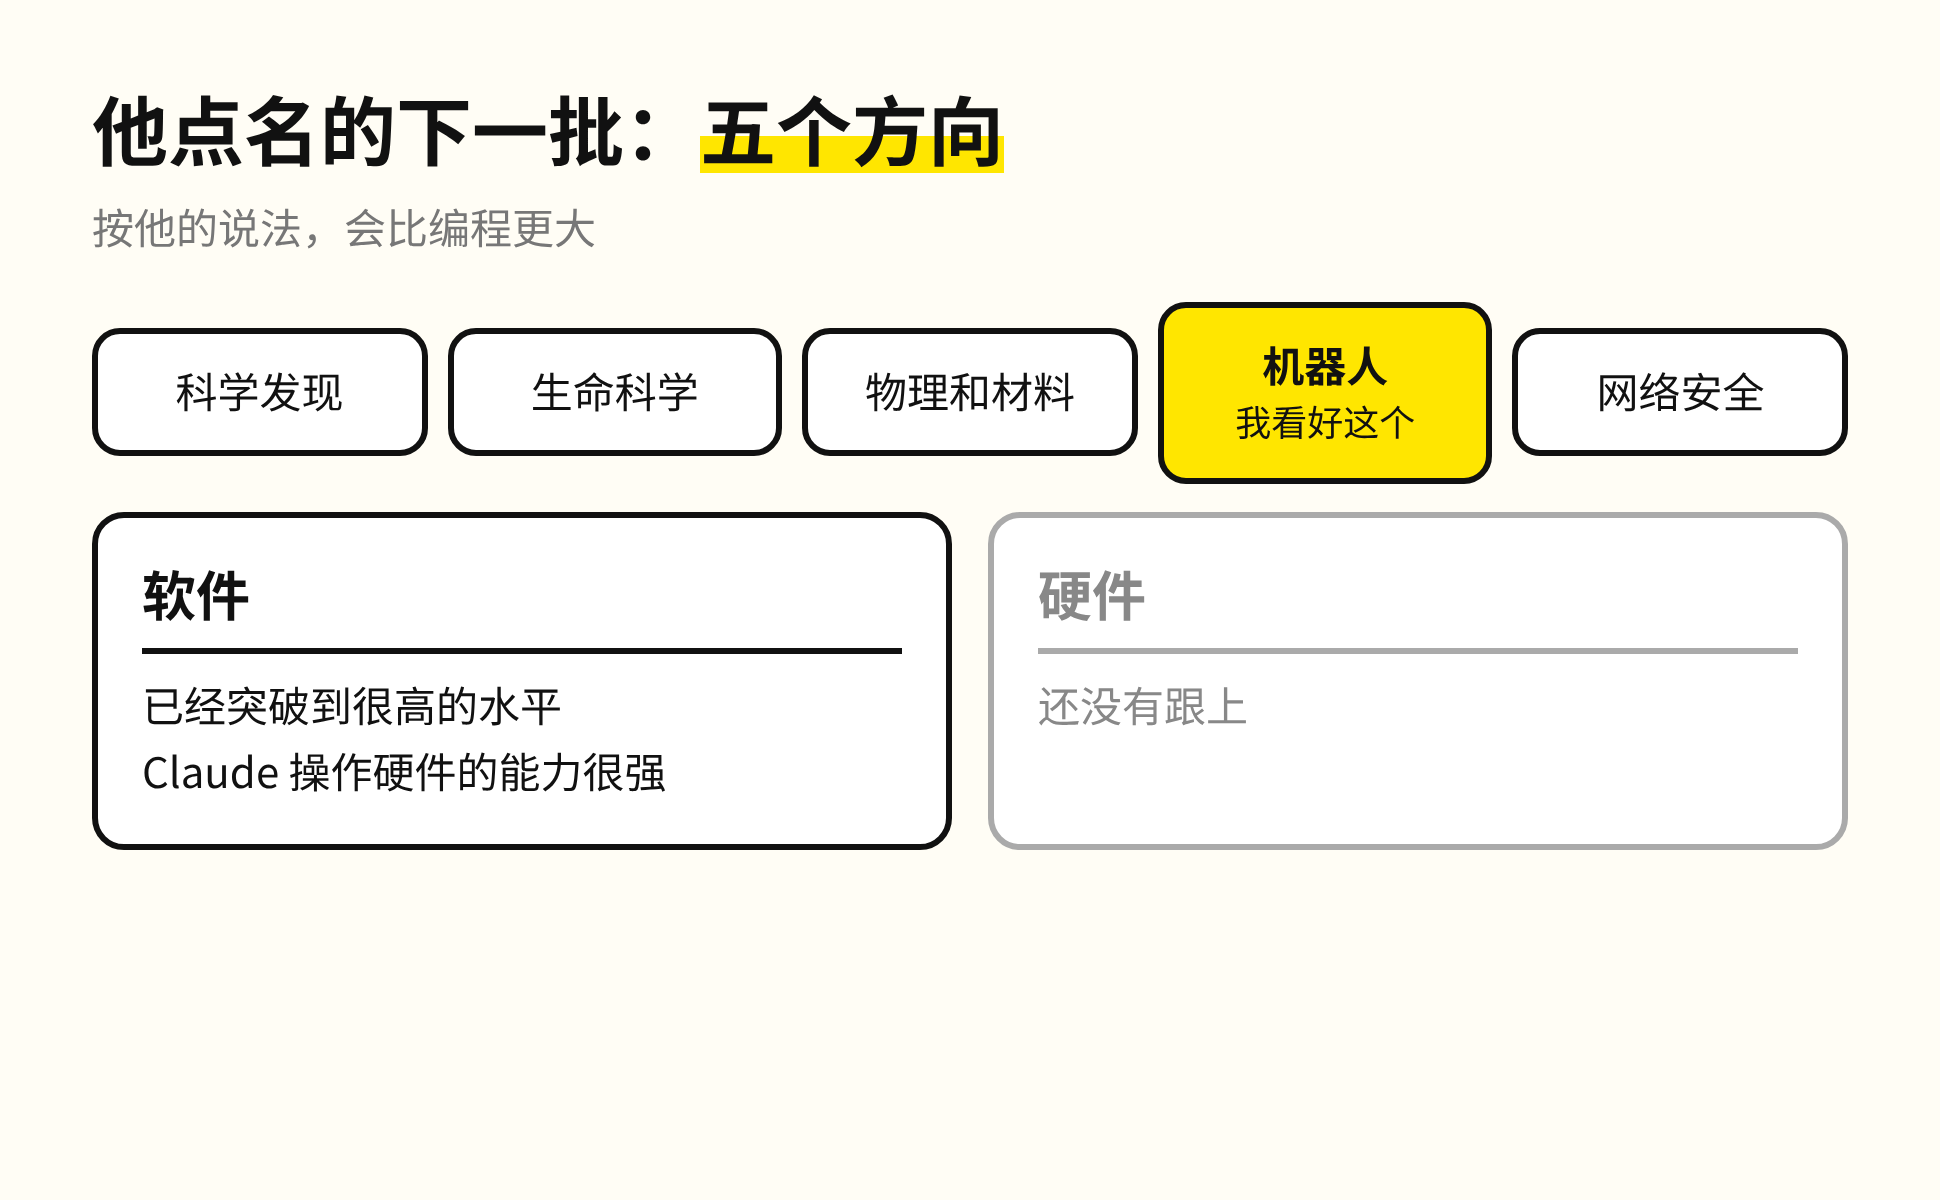 他点名的下一批：五个方向
按他的说法，会比编程更大
科学发现
生命科学
物理和材料
机器人
我看好这个
网络安全
软件
已经突破到很高的水平
Claude 操作硬件的能力很强
硬件
还没有跟上